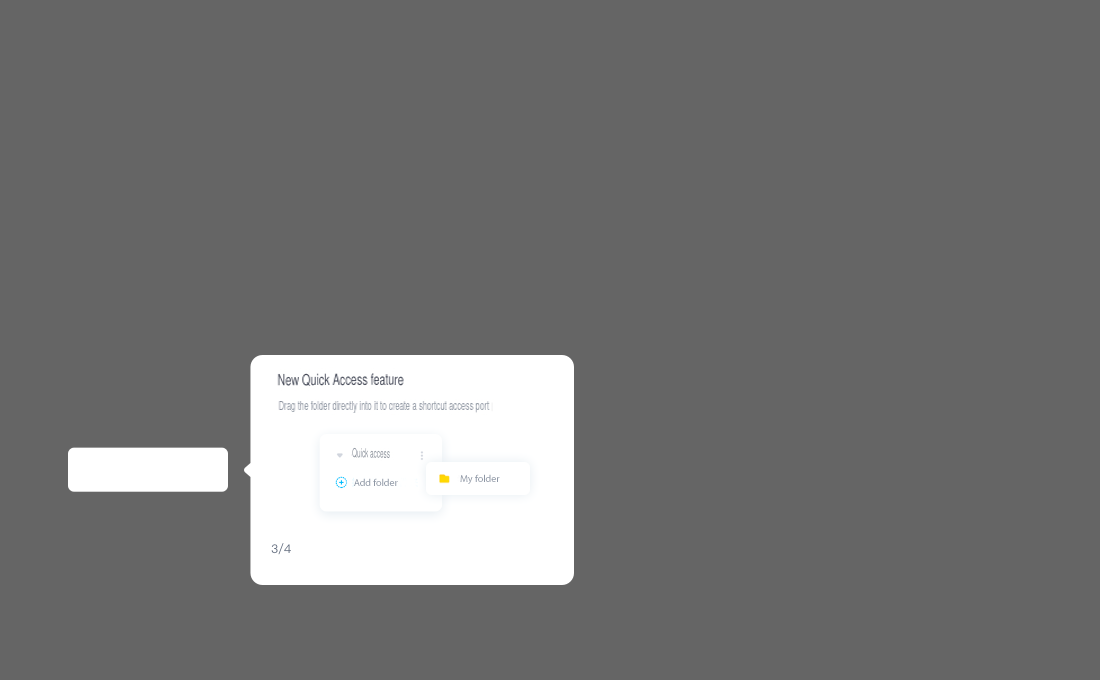 New Quick Access feature
Drag the folder directly into it to create a shortcut access port
Quick access
Add folder
My folder
3/4